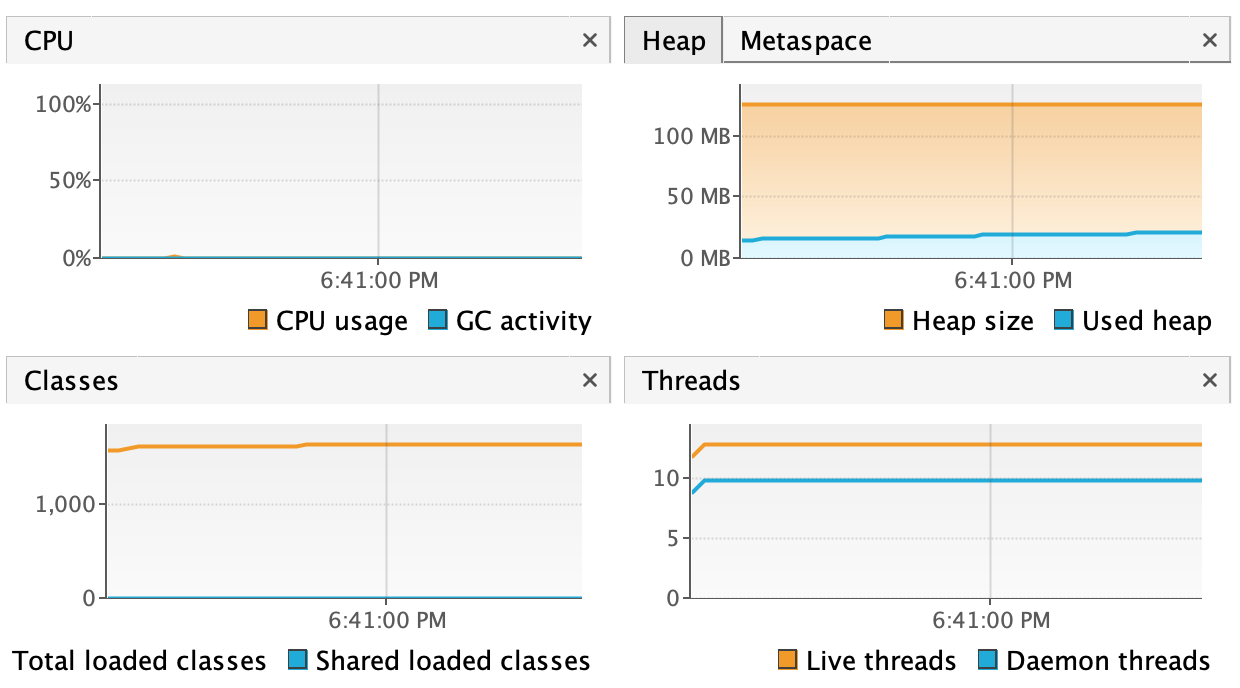 CPU ×
100%
50%
0%
6:41:00 PM
CPU usage GC activity
Heap Metaspace ×
100 MB
50 MB
0 MB
6:41:00 PM
Heap size Used heap
Classes ×
1,000
0
6:41:00 PM
Total loaded classes Shared loaded classes
Threads ×
10
5
0
6:41:00 PM
Live threads Daemon threads